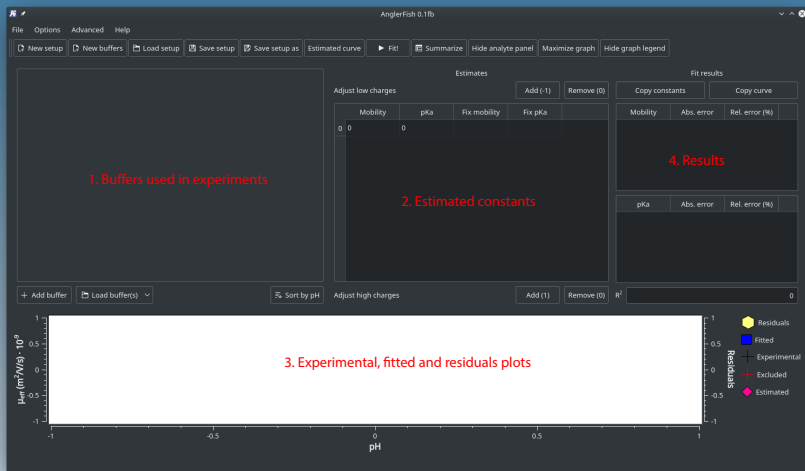 AnglerFish 0.1fb
File Options Advanced Help
New setup New buffers Load setup Save setup Save setup as Estimated curve Fit! Summarize Hide analyte panel Maximize graph Hide graph legend
Estimates
Adjust low charges Add (-1) Remove (0)
Mobility pKa Fix mobility Fix pKa
0 0 0
Fit results
Copy constants Copy curve
Mobility Abs. error Rel. error (%)
1. Buffers used in experiments
2. Estimated constants
4. Results
pKa Abs. error Rel. error (%)
+ Add buffer Load buffer(s) Sort by pH
Adjust high charges Add (1) Remove (0)
R² 0
3. Experimental, fitted and residuals plots
μeff (m²/V/s) · 10⁻⁹
1
0.5
0
-0.5
-1
-1 -0.5 0 0.5 1
pH
1
0.5
0
-0.5
-1
Residuals
Residuals
Fitted
Experimental
Excluded
Estimated